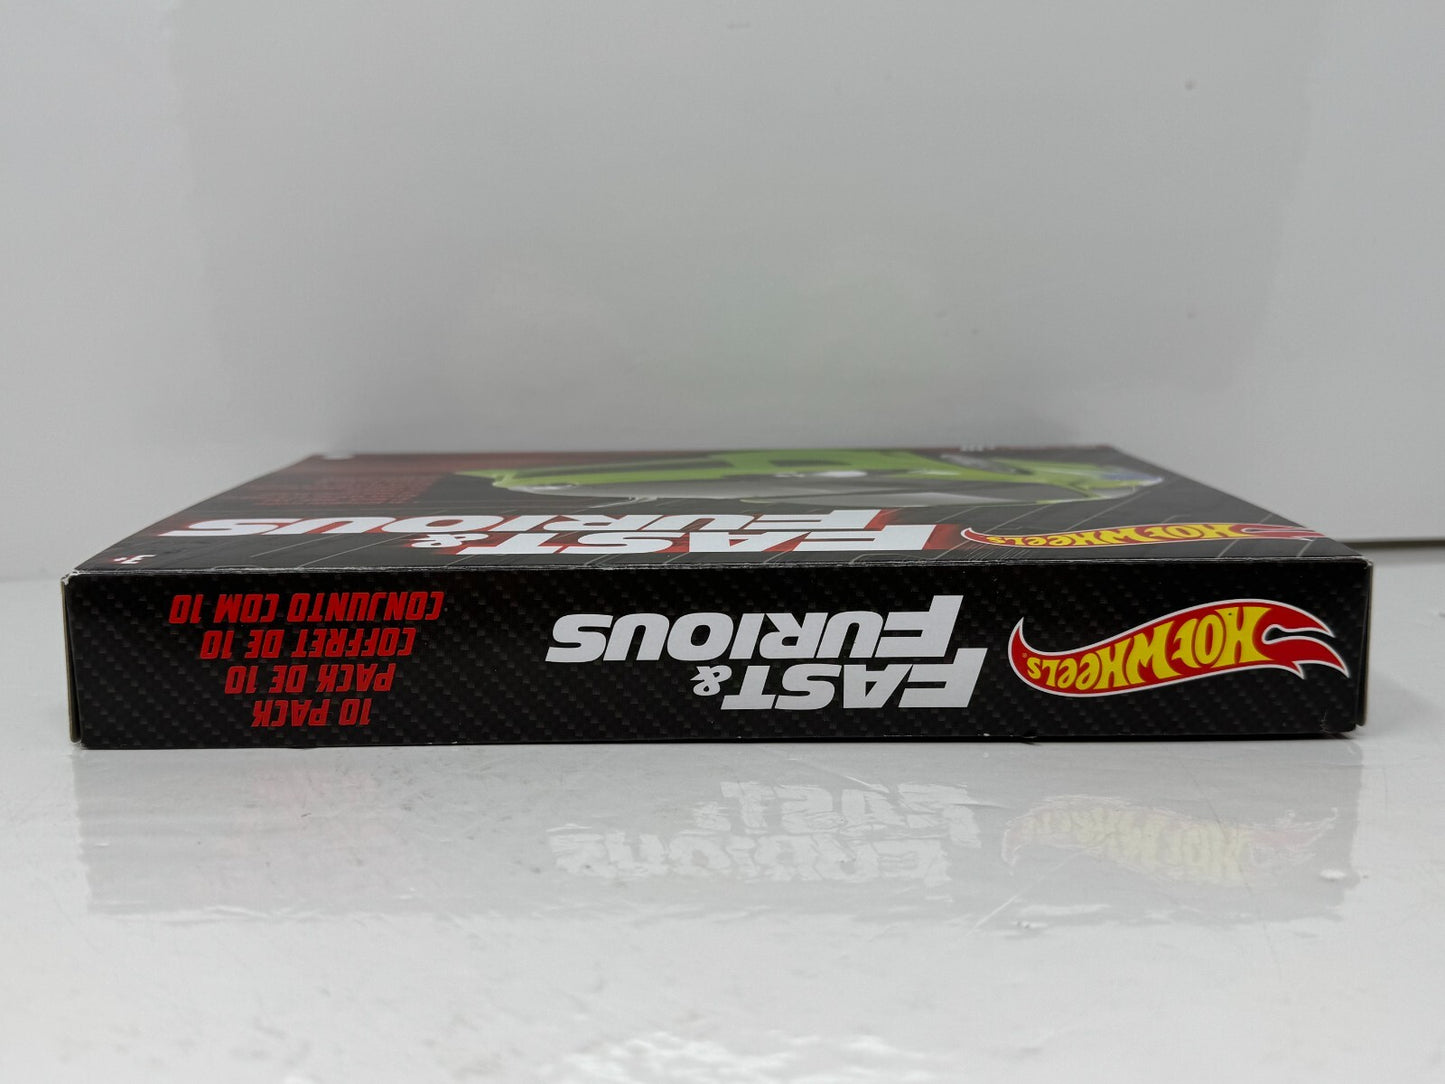 HOT WHEELS
FAST &
FURIOUS
10 PACK
PACK DE 10
COFFRET DE 10
CONJUNTO COM 10
HOT WHEELS
FAST &
FURIOUS
3+